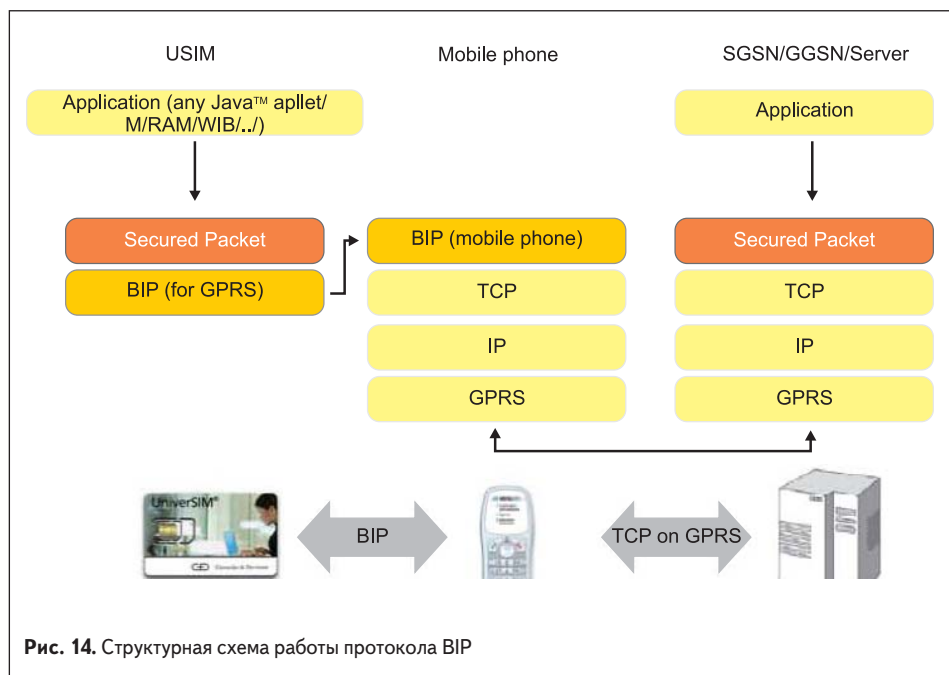 USIM
Mobile phone
SGSN/GGSN/Server
Application (any Java™ apllet/
M/RAM/WIB/../)
Application
Secured Packet
BIP (mobile phone)
Secured Packet
BIP (for GPRS)
TCP
TCP
IP
IP
GPRS
GPRS
UniverSIM®
BIP
TCP on GPRS
Рис. 14. Структурная схема работы протокола BIP